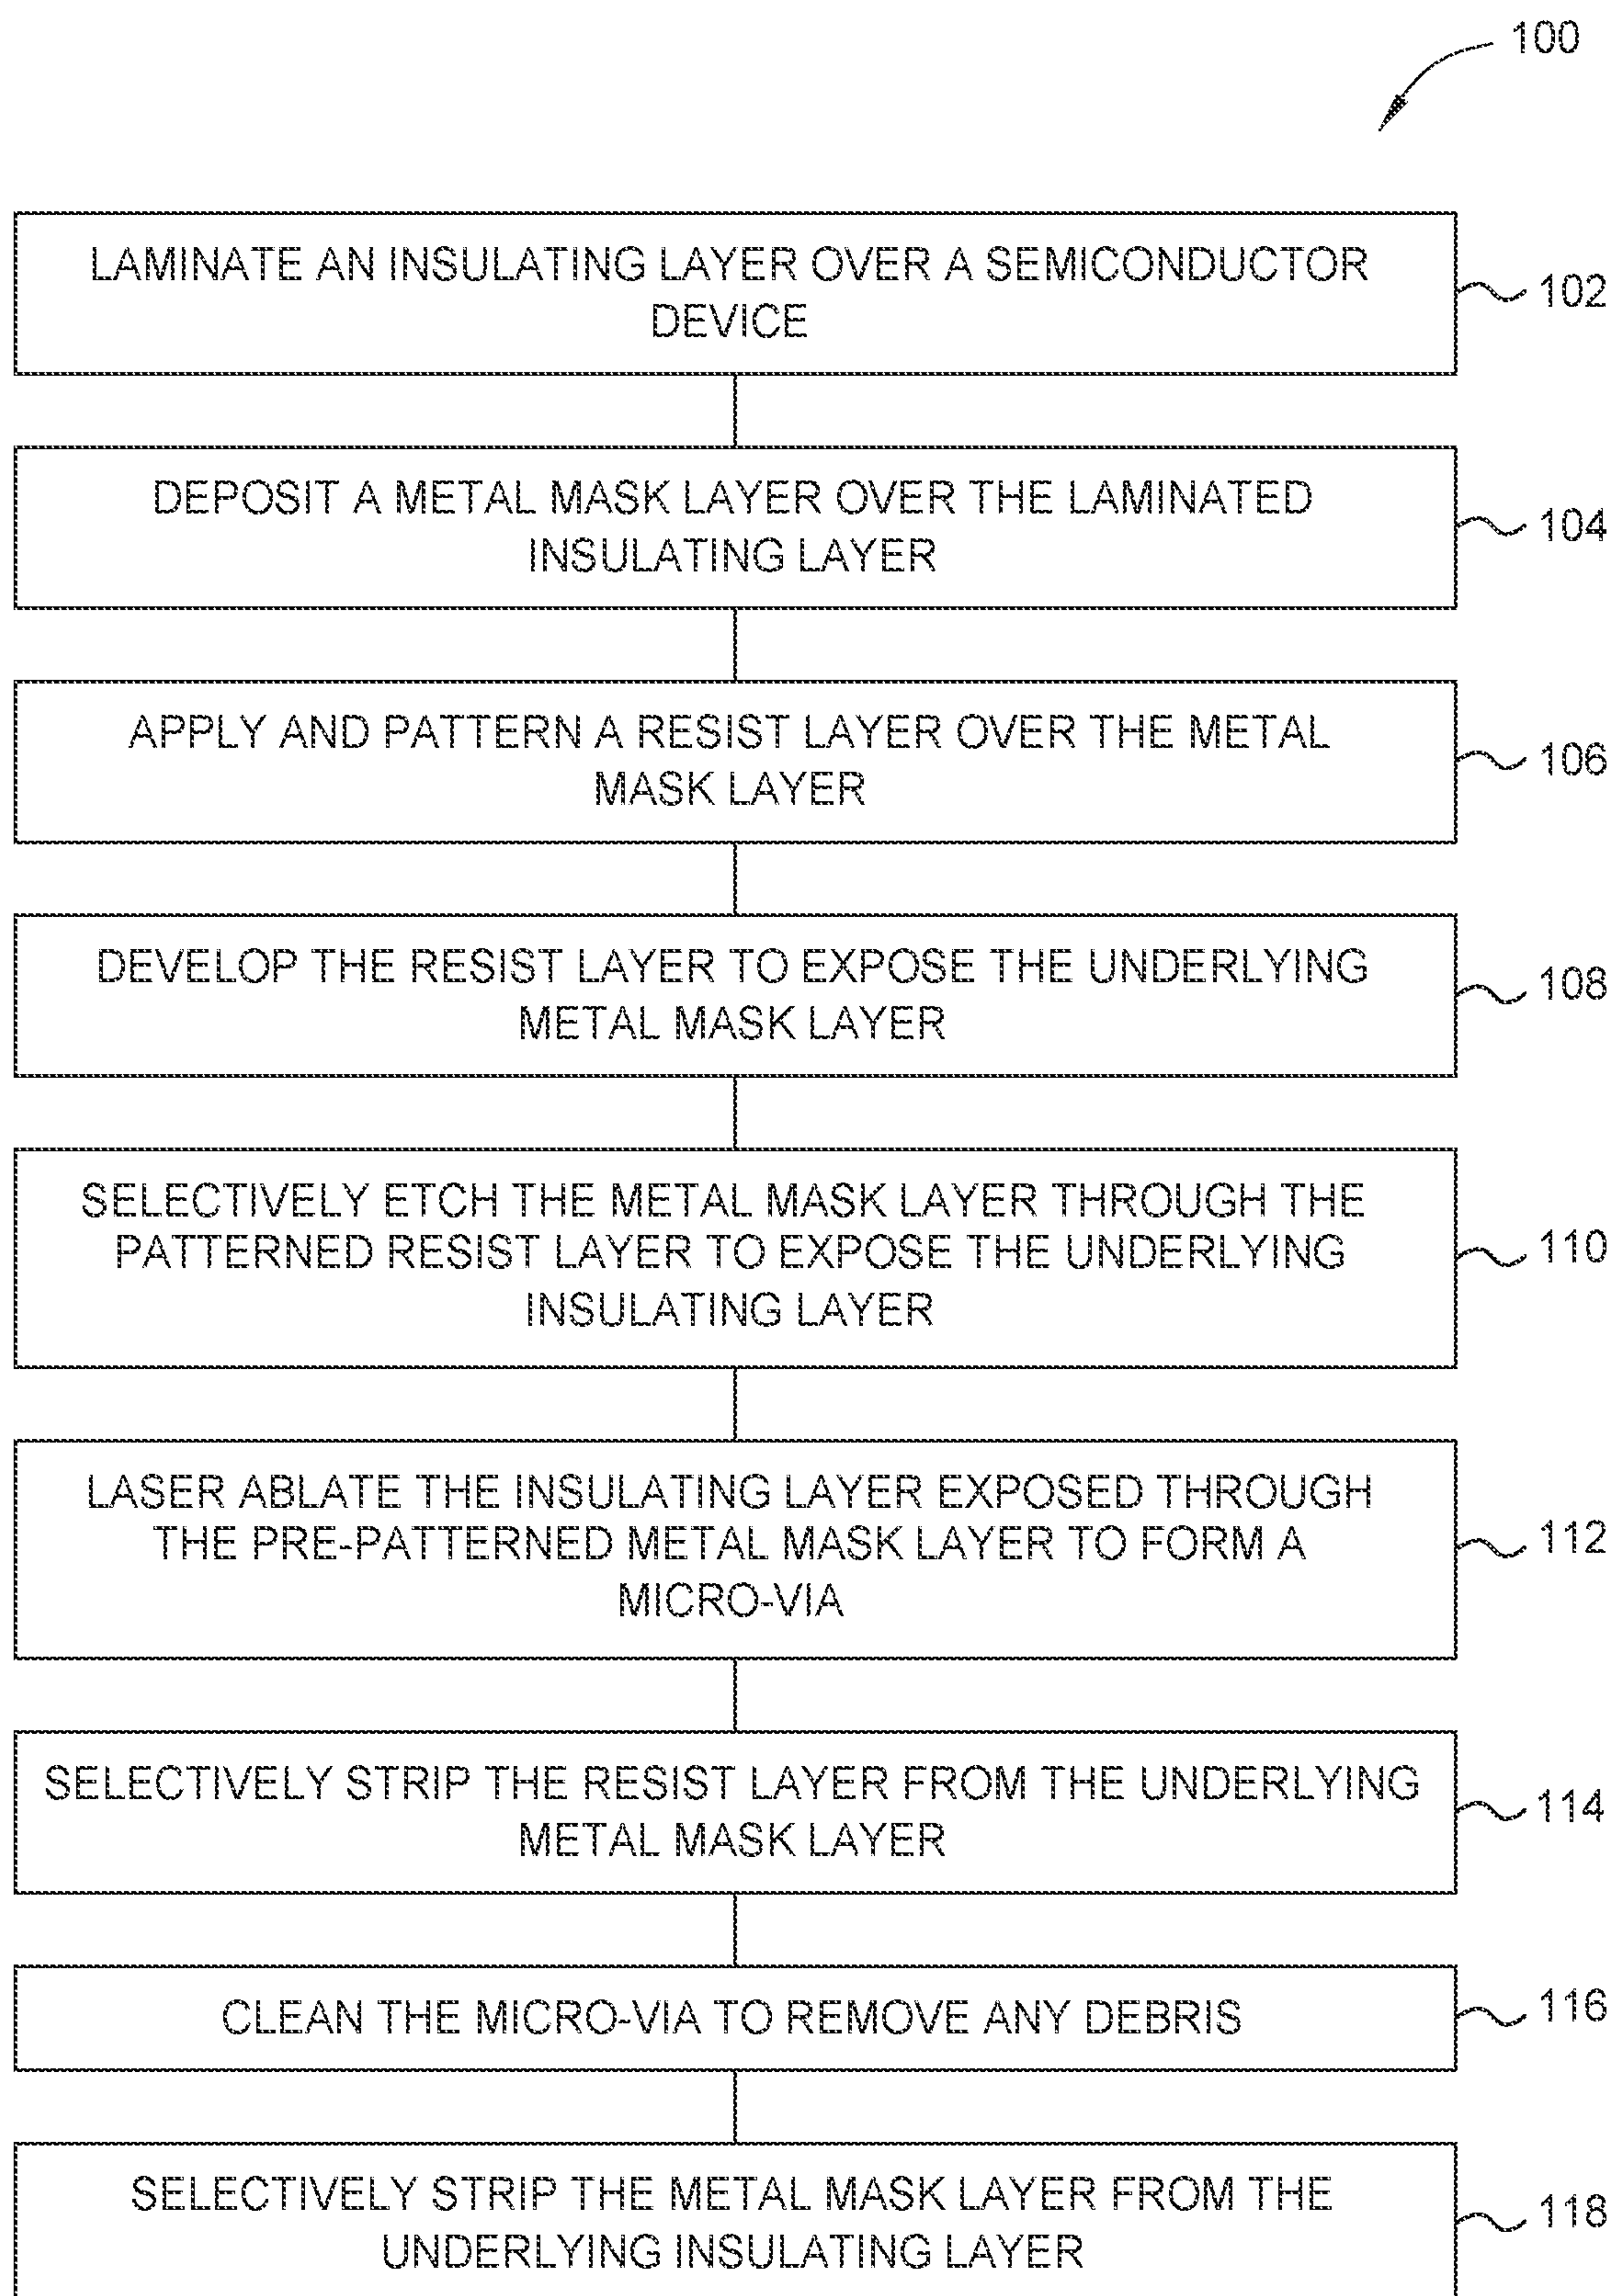 100
LAMINATE AN INSULATING LAYER OVER A SEMICONDUCTOR
DEVICE
102
DEPOSIT A METAL MASK LAYER OVER THE LAMINATED
INSULATING LAYER
104
APPLY AND PATTERN A RESIST LAYER OVER THE METAL
MASK LAYER
106
DEVELOP THE RESIST LAYER TO EXPOSE THE UNDERLYING
METAL MASK LAYER
108
SELECTIVELY ETCH THE METAL MASK LAYER THROUGH THE
PATTERNED RESIST LAYER TO EXPOSE THE UNDERLYING
INSULATING LAYER
110
LASER ABLATE THE INSULATING LAYER EXPOSED THROUGH
THE PRE-PATTERNED METAL MASK LAYER TO FORM A
MICRO-VIA
112
SELECTIVELY STRIP THE RESIST LAYER FROM THE UNDERLYING
METAL MASK LAYER
114
CLEAN THE MICRO-VIA TO REMOVE ANY DEBRIS
116
SELECTIVELY STRIP THE METAL MASK LAYER FROM THE
UNDERLYING INSULATING LAYER
118